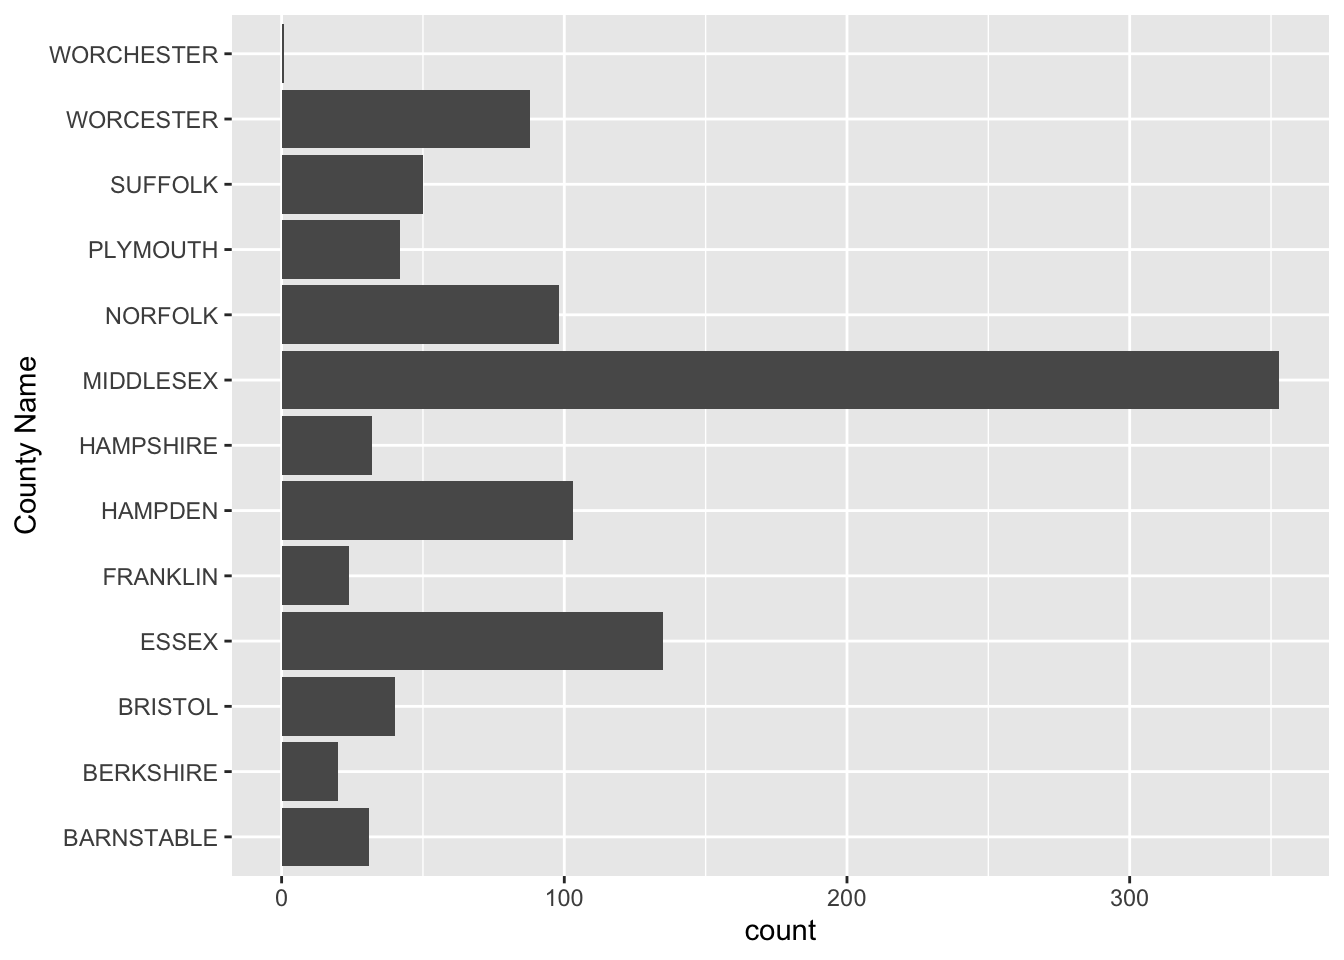 WORCHESTER
WORCESTER
SUFFOLK
PLYMOUTH
NORFOLK
MIDDLESEX
HAMPSHIRE
HAMPDEN
FRANKLIN
ESSEX
BRISTOL
BERKSHIRE
BARNSTABLE
County Name
0 100 200 300
count